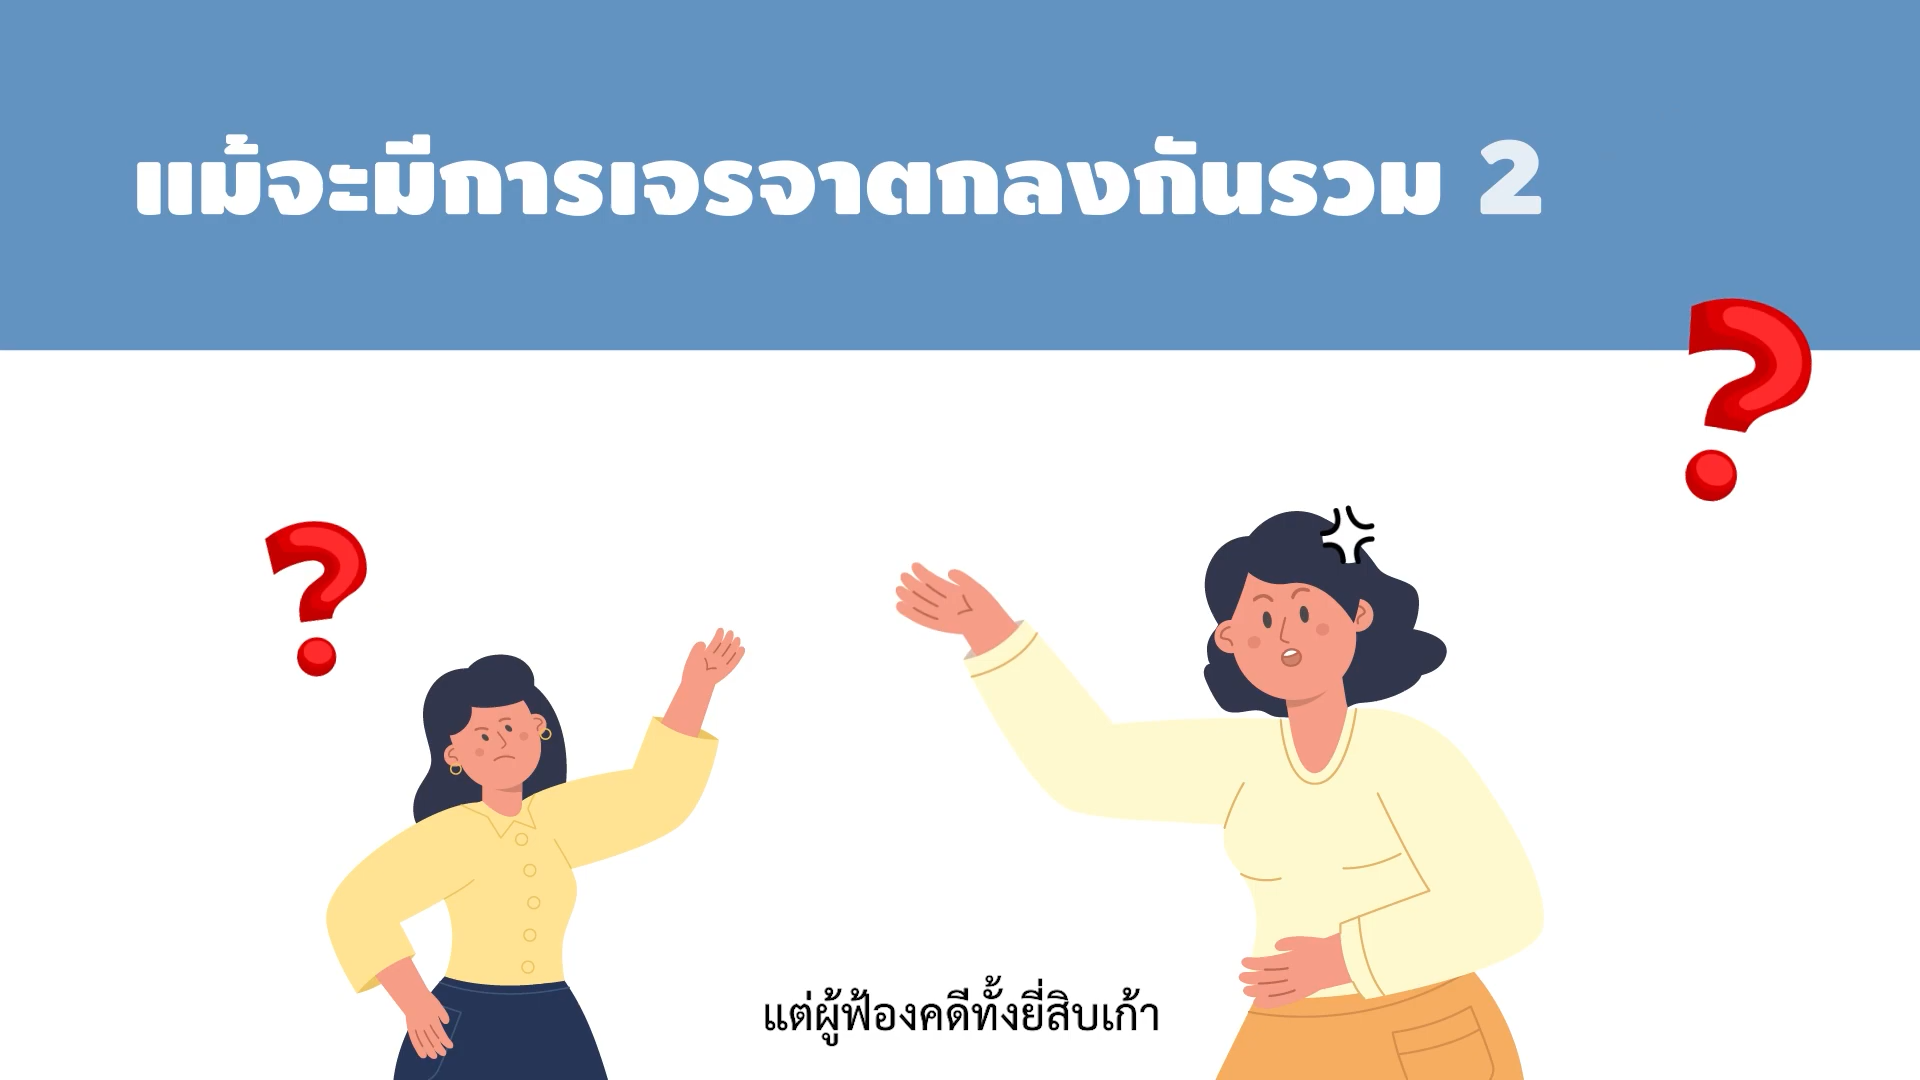 แม้จะมีการเจรจาตกลงกันรวม 2
แต่ผู้ฟ้องคดีทั้งยี่สิบเก้า